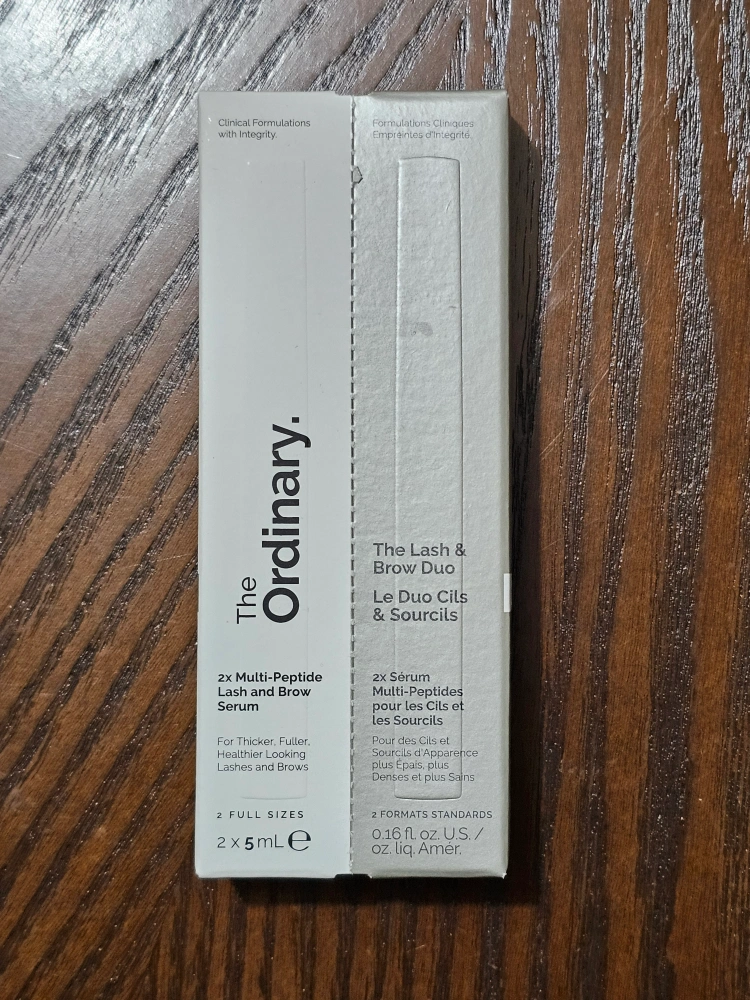 Clinical Formulations
with Integrity.
The
Ordinary.
2x Multi-Peptide
Lash and Brow
Serum
For Thicker, Fuller,
Healthier Looking
Lashes and Brows
2 FULL SIZES
2 x 5 mL ℮
Formulations Cliniques
Empreintes d'Integrité.
The Lash &
Brow Duo
Le Duo Cils
& Sourcils
2x Sérum
Multi-Peptides
pour les Cils et
les Sourcils
Pour des Cils et
Sourcils d'Apparence
plus Épais, plus
Denses et plus Sains
2 FORMATS STANDARDS
0.16 fl. oz. U.S. /
oz. liq. Amér.